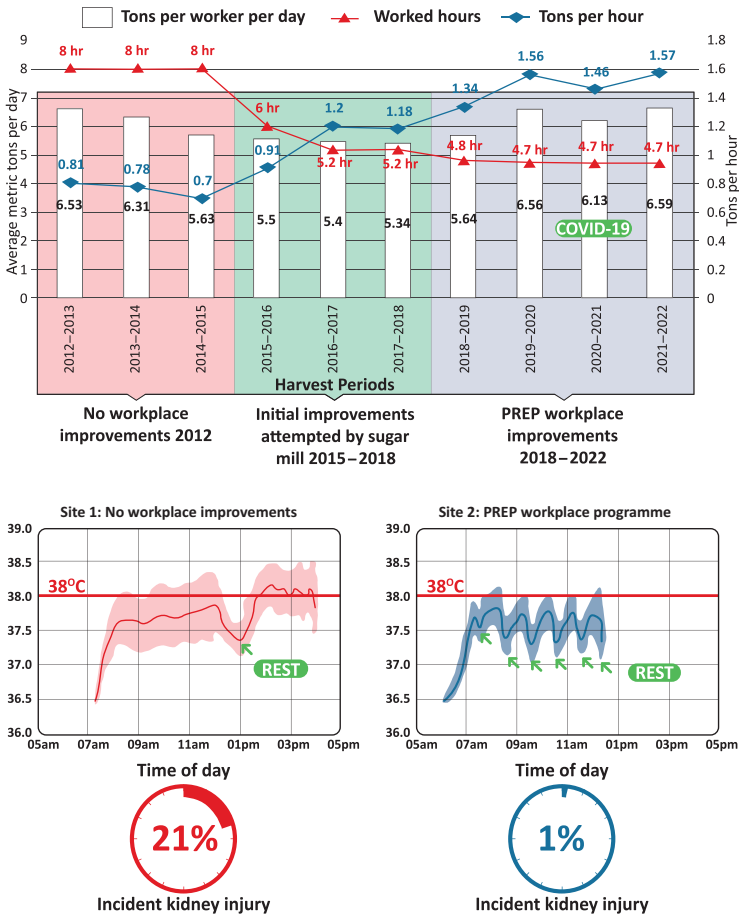 Tons per worker per day Worked hours Tons per hour
Average metric tons per day
9
8
7
6
5
4
3
2
1
0
Tons per hour
1.8
1.6
1.4
1.2
1
0.8
0.6
0.4
0.2
0
8 hr 8 hr 8 hr 6 hr 5.2 hr 5.2 hr 4.8 hr 4.7 hr 4.7 hr 4.7 hr
0.81 0.78 0.7 0.91 1.2 1.18 1.34 1.56 1.46 1.57
6.53 6.31 5.63 5.5 5.4 5.34 5.64 6.56 6.13 6.59
COVID-19
2012–2013
2013–2014
2014–2015
2015–2016
2016–2017
2017–2018
2018–2019
2019–2020
2020–2021
2021–2022
Harvest Periods
No workplace
improvements 2012
Initial improvements
attempted by sugar
mill 2015–2018
PREP workplace
improvements
2018–2022
Site 1: No workplace improvements
39.0
38.5
38.0
37.5
37.0
36.5
36.0
38°C
REST
05am 07am 09am 11am 01pm 03pm 05pm
Time of day
21%
Incident kidney injury
Site 2: PREP workplace programme
39.0
38.5
38.0
37.5
37.0
36.5
36.0
38°C
REST
05am 07am 09am 11am 01pm 03pm 05pm
Time of day
1%
Incident kidney injury